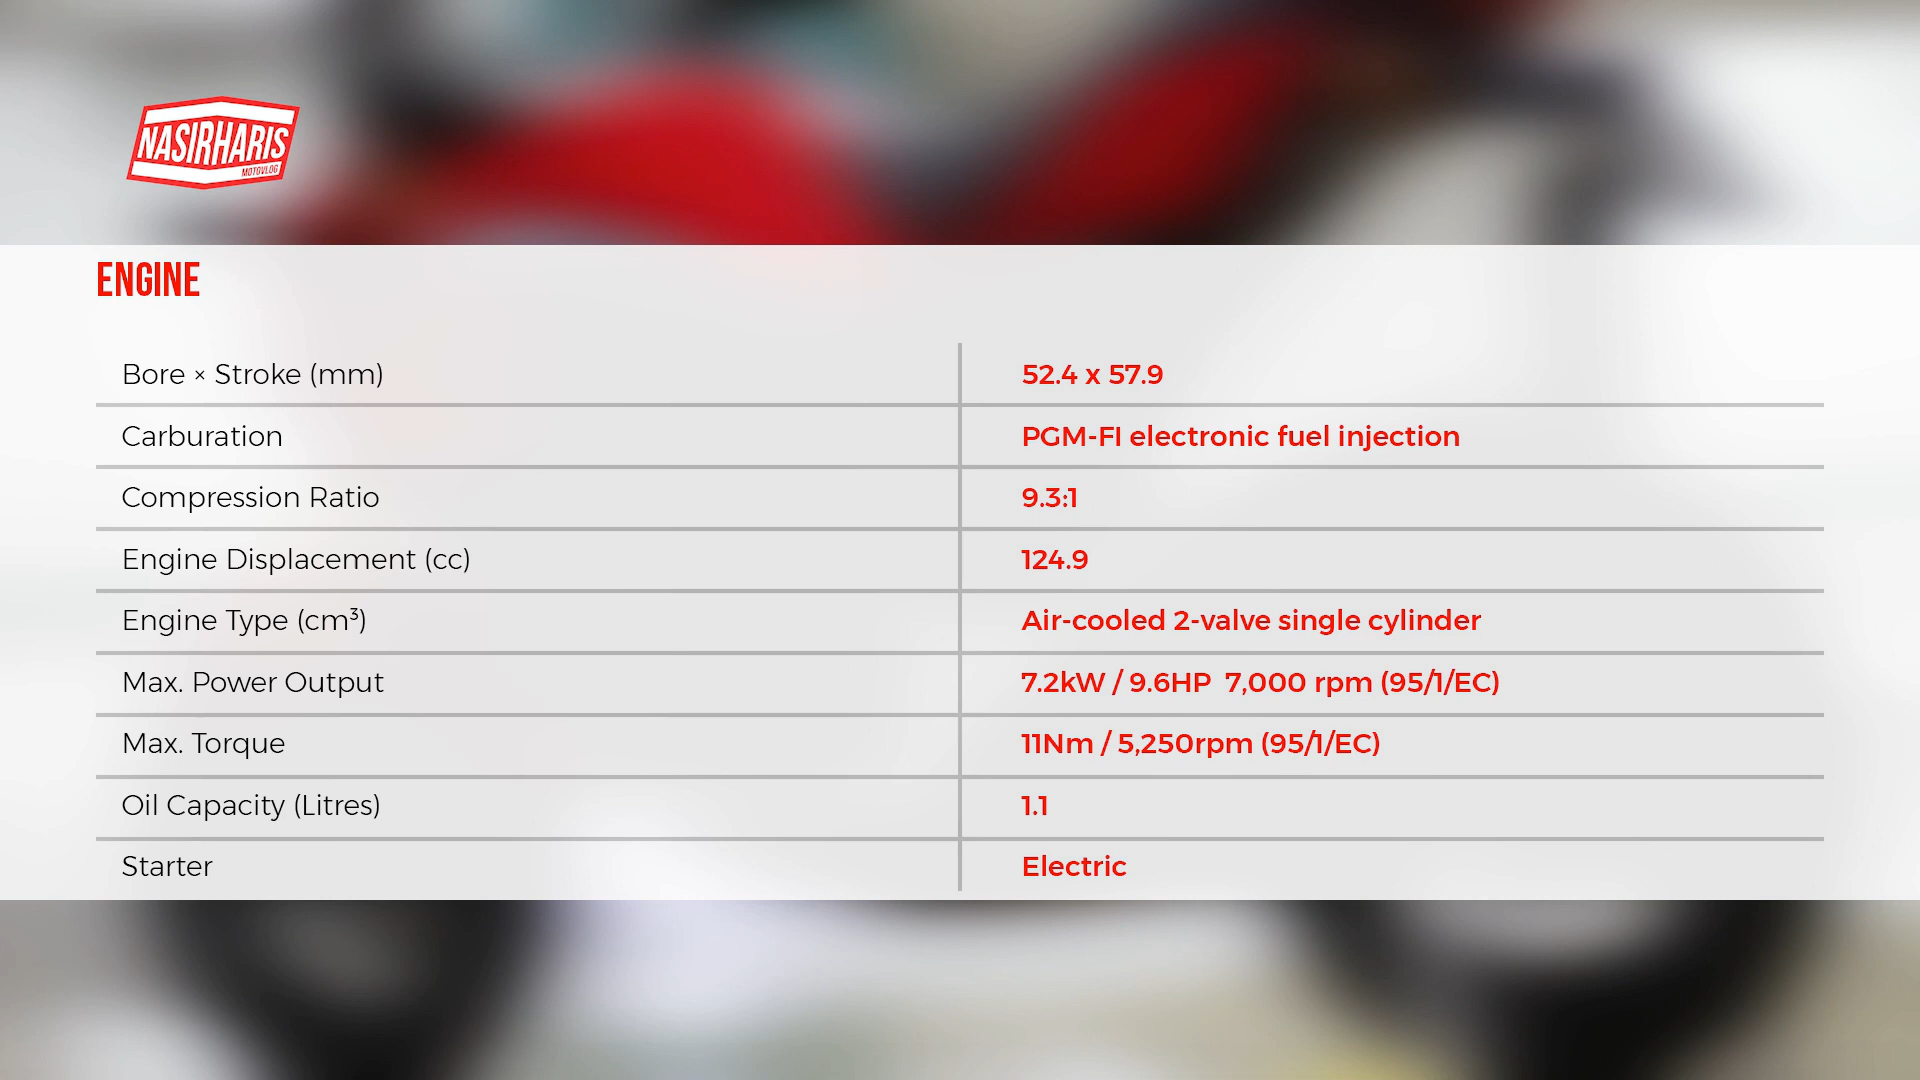 NASIRHARIS
MOTOVLOG
ENGINE
Bore × Stroke (mm) 52.4 x 57.9
Carburation PGM-FI electronic fuel injection
Compression Ratio 9.3:1
Engine Displacement (cc) 124.9
Engine Type (cm³) Air-cooled 2-valve single cylinder
Max. Power Output 7.2kW / 9.6HP 7,000 rpm (95/1/EC)
Max. Torque 11Nm / 5,250rpm (95/1/EC)
Oil Capacity (Litres) 1.1
Starter Electric